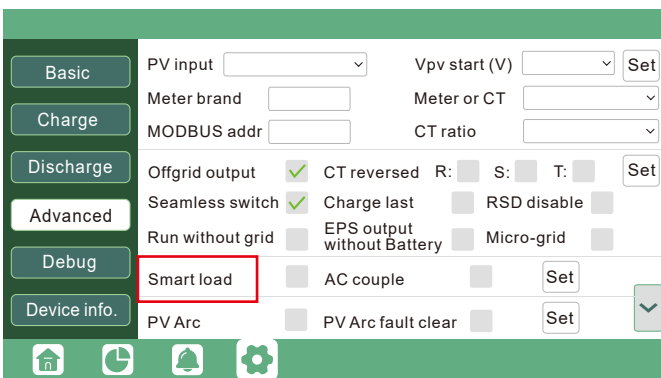 Basic
Charge
Discharge
Advanced
Debug
Device info.
PV input Vpv start (V) Set
Meter brand Meter or CT
MODBUS addr CT ratio
Offgrid output CT reversed R: S: T: Set
Seamless switch Charge last RSD disable
Run without grid EPS output without Battery Micro-grid
Smart load AC couple Set
PV Arc PV Arc fault clear Set